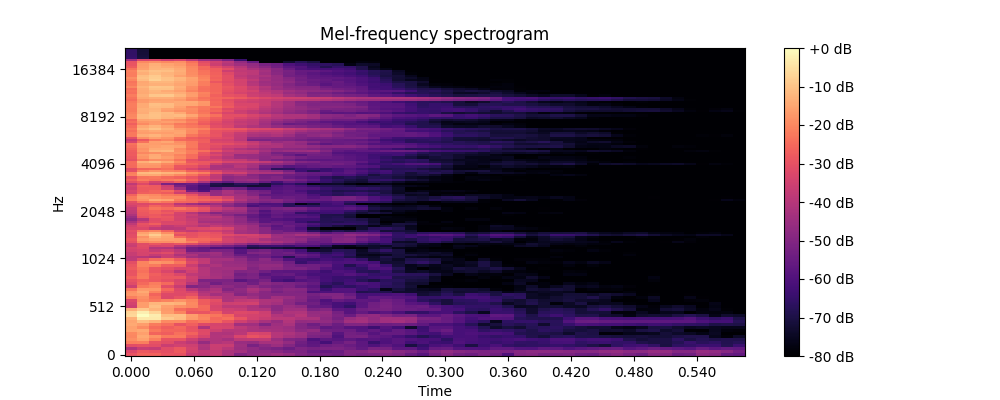 Mel-frequency spectrogram
16384
8192
4096
2048
1024
512
0
Hz
0.000 0.060 0.120 0.180 0.240 0.300 0.360 0.420 0.480 0.540
Time
+0 dB
-10 dB
-20 dB
-30 dB
-40 dB
-50 dB
-60 dB
-70 dB
-80 dB